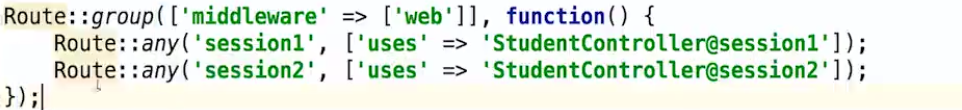 Route::group(['middleware' => ['web']], function() {
    Route::any('session1', ['uses' => 'StudentController@session1']);
    Route::any('session2', ['uses' => 'StudentController@session2']);
});